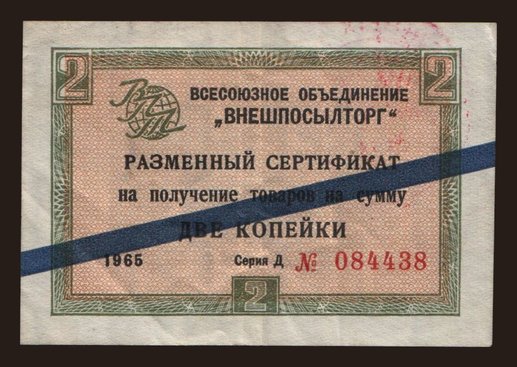 2 2
ВПТ
ВСЕСОЮЗНОЕ ОБЪЕДИНЕНИЕ
„ВНЕШПОСЫЛТОРГ“
РАЗМЕННЫЙ СЕРТИФИКАТ
на получение товаров на сумму
ДВЕ КОПЕЙКИ
1965 Серия Д № 084438
2